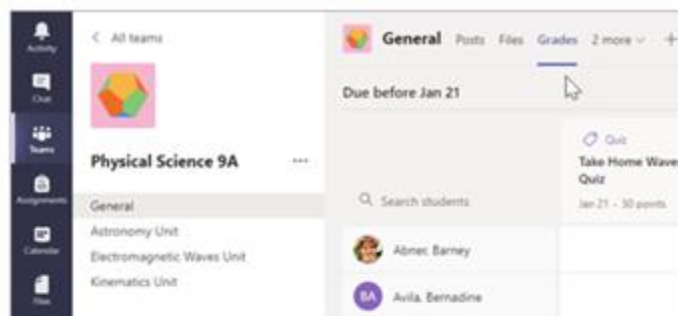 Activity
Chat
Teams
Assignments
Calendar
Files
< All teams
Physical Science 9A
...
General
Astronomy Unit
Electromagnetic Waves Unit
Kinematics Unit
General Posts Files Grades 2 more +
Due before Jan 21
Quiz
Take Home Wave
Quiz
Jan 21 - 30 points
Search students
Abner, Barney
BA Avila, Bernadine